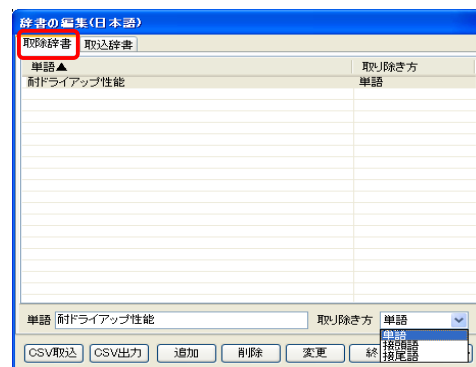 辞書の編集(日本語)
取除辞書 取込辞書
単語▲ 取り除き方
耐ドライアップ性能 単語
単語 耐ドライアップ性能 取り除き方 単語
単語
接頭語
接尾語
CSV取込 CSV出力 追加 削除 変更 終